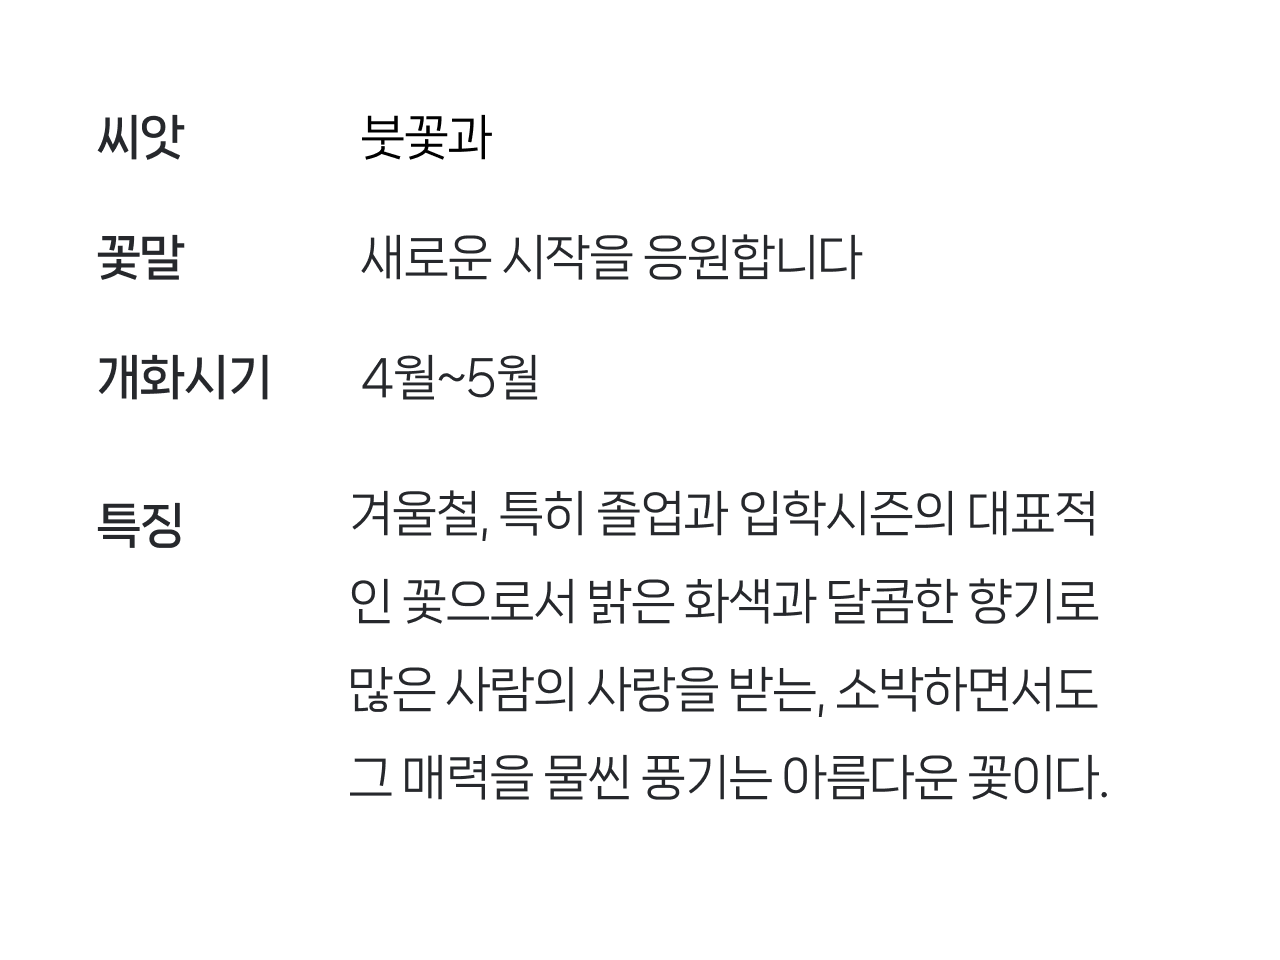 씨앗 붓꽃과
꽃말 새로운 시작을 응원합니다
개화시기 4월~5월
특징 겨울철, 특히 졸업과 입학시즌의 대표적
인 꽃으로서 밝은 화색과 달콤한 향기로
많은 사람의 사랑을 받는, 소박하면서도
그 매력을 물씬 풍기는 아름다운 꽃이다.